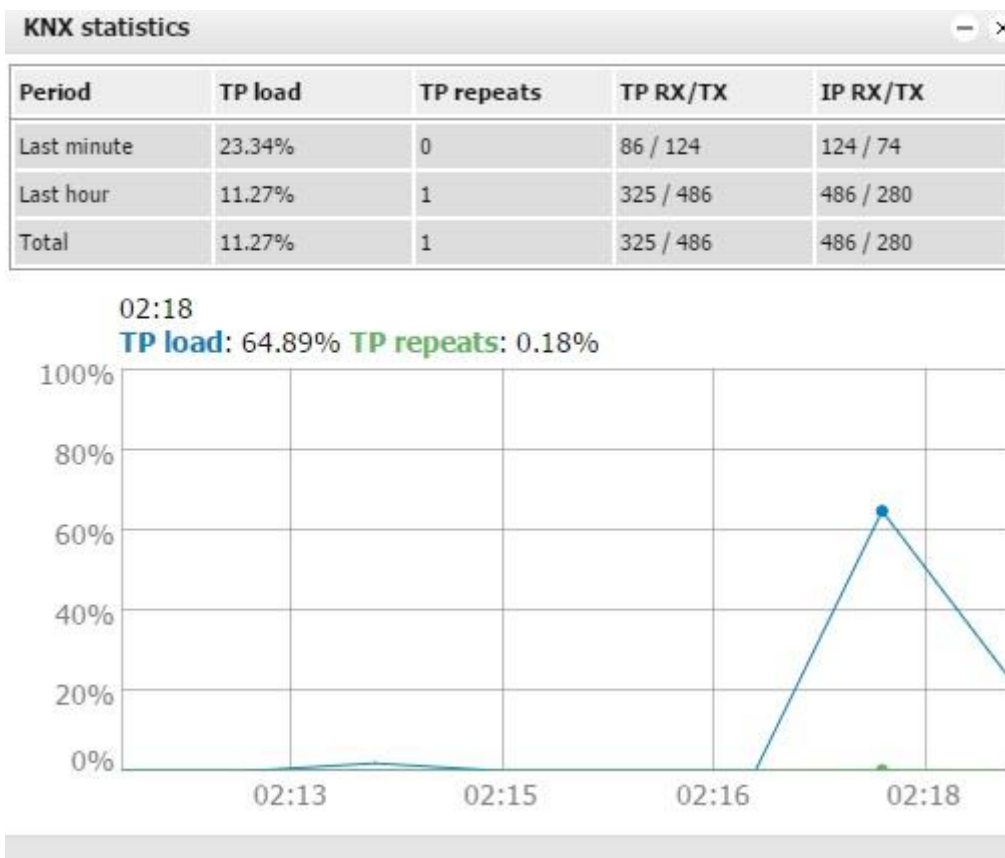 KNX statistics
Period TP load TP repeats TP RX/TX IP RX/TX
Last minute 23.34% 0 86 / 124 124 / 74
Last hour 11.27% 1 325 / 486 486 / 280
Total 11.27% 1 325 / 486 486 / 280
02:18
TP load: 64.89% TP repeats: 0.18%
100%
80%
60%
40%
20%
0%
02:13 02:15 02:16 02:18